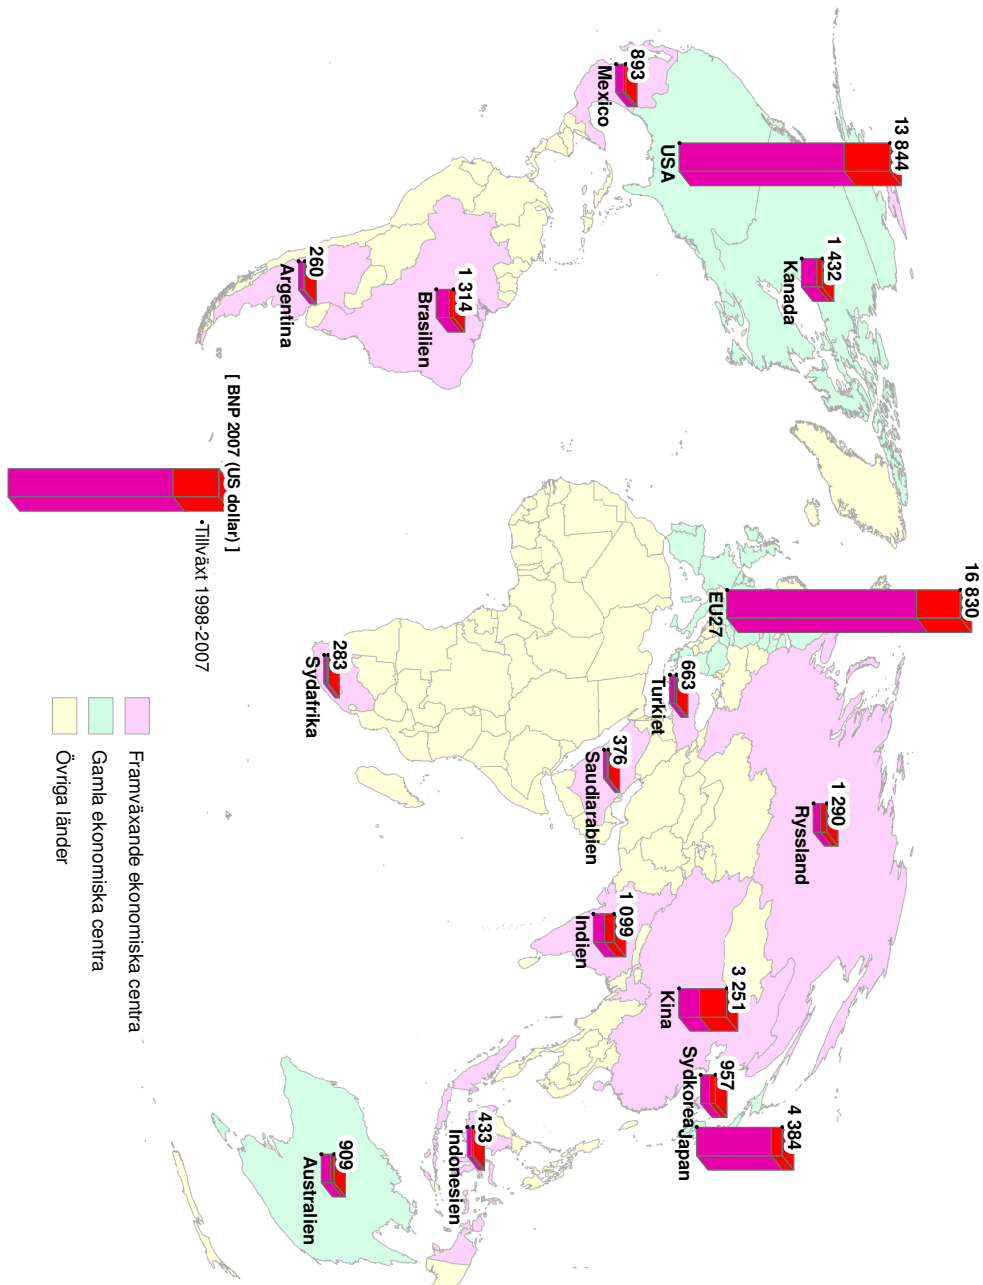 13 844
USA
893
Mexico
1 432
Kanada
1 314
Brasilien
260
Argentina
16 830
EU27
663
Turkiet
376
Saudiarabien
283
Sydafrika
1 290
Ryssland
1 099
Indien
3 251
Kina
957
Sydkorea
4 384
Japan
433
Indonesien
909
Australien
[ BNP 2007 (US dollar) ]
•Tillväxt 1998-2007
Framväxande ekonomiska centra
Gamla ekonomiska centra
Övriga länder